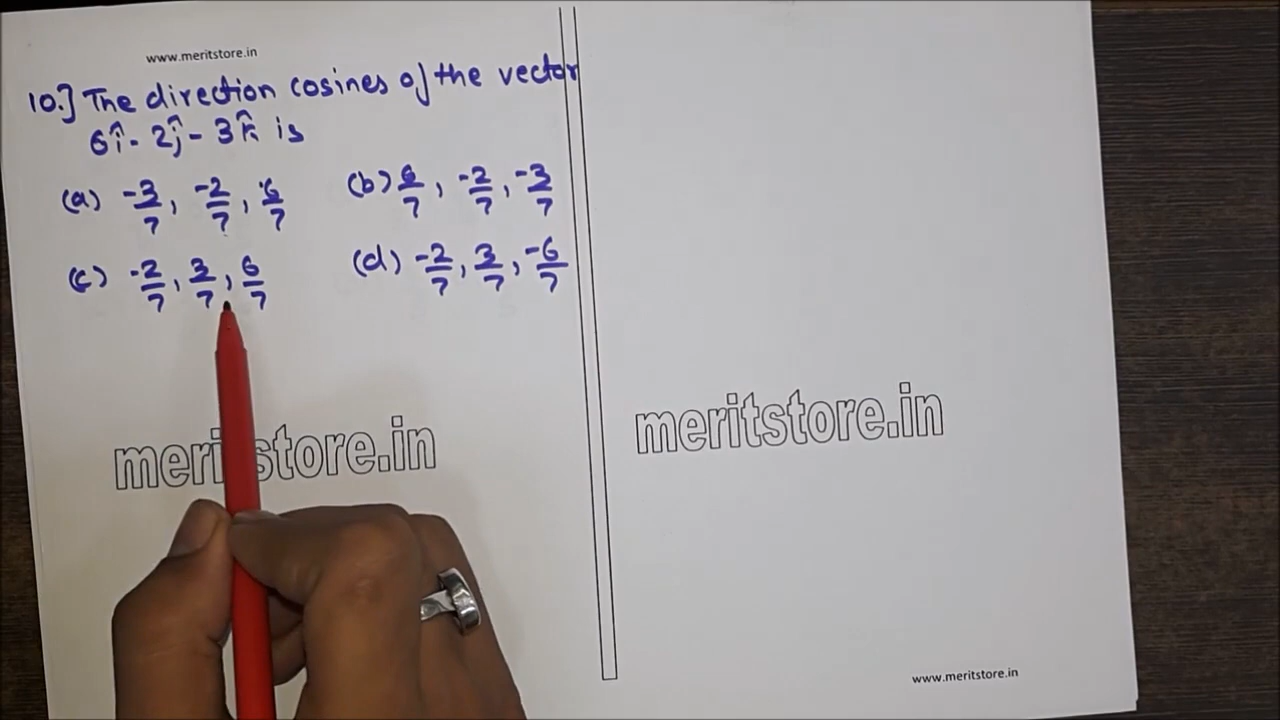 www.meritstore.in
10.] The direction cosines of the vector
6î - 2ĵ - 3k̂ is
(a) -3/7, -2/7, 6/7 (b) 6/7, -2/7, -3/7
(c) -2/7, 3/7, 6/7 (d) -2/7, 3/7, -6/7
meritstore.in
meritstore.in
www.meritstore.in